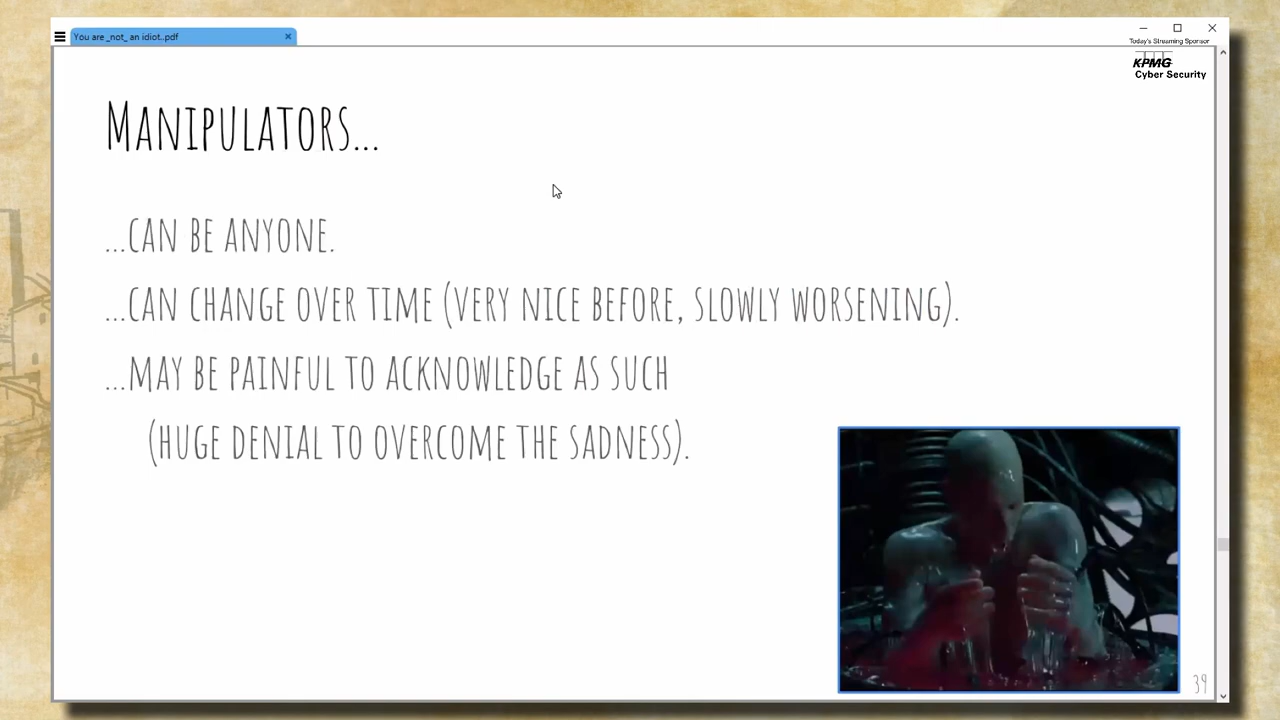 You are _not_ an idiot..pdf
Today's Streaming Sponsor
KPMG
Cyber Security
Manipulators...
...can be anyone.
...can change over time (very nice before, slowly worsening).
...may be painful to acknowledge as such
(huge denial to overcome the sadness).
39